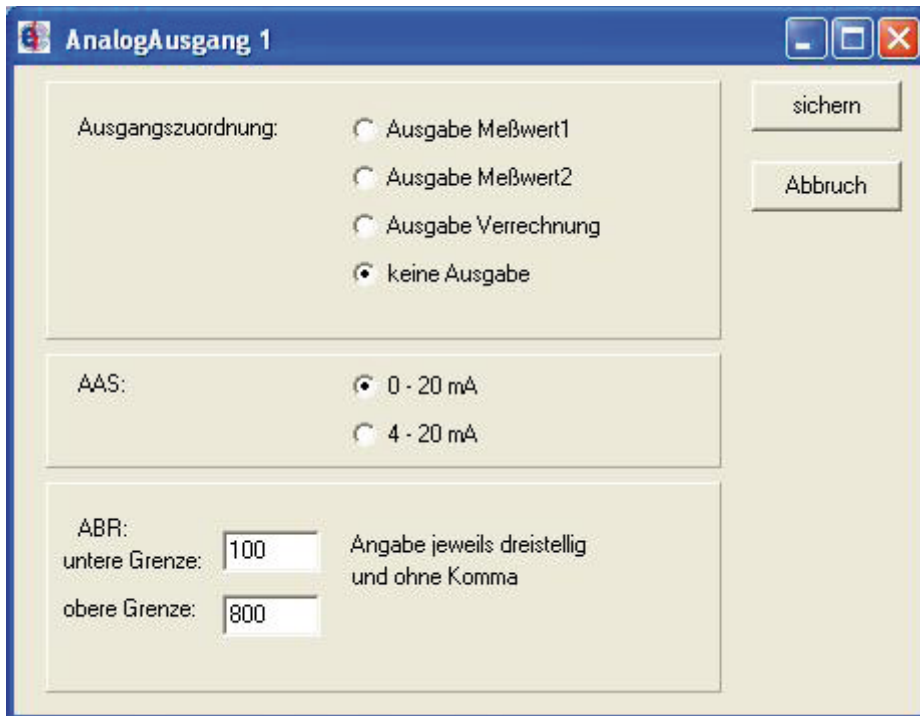 AnalogAusgang 1
sichern
Abbruch
Ausgangszuordnung:
Ausgabe Meßwert1
Ausgabe Meßwert2
Ausgabe Verrechnung
keine Ausgabe
AAS:
0 - 20 mA
4 - 20 mA
ABR:
untere Grenze: 100
obere Grenze: 800
Angabe jeweils dreistellig
und ohne Komma